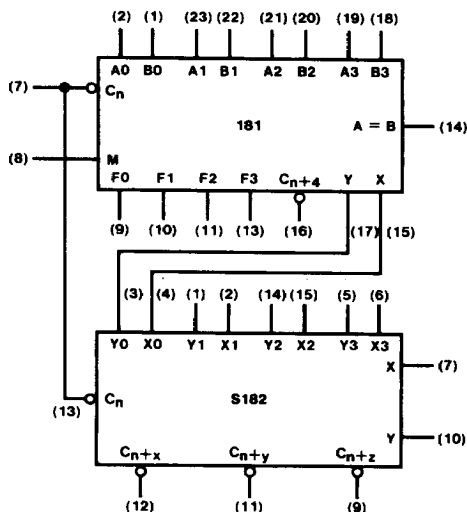 (2) (1) (23) (22) (21) (20) (19) (18)
A0 B0 A1 B1 A2 B2 A3 B3
(7) Cn
181 A = B (14)
(8) M
F0 F1 F2 F3 Cn+4 Y X
(9) (10) (11) (13) (16) (17) (15)
(3) (4) (1) (2) (14) (15) (5) (6)
Y0 X0 Y1 X1 Y2 X2 Y3 X3
X (7)
(13) Cn S182
Y (10)
Cn+x Cn+y Cn+z
(12) (11) (9)